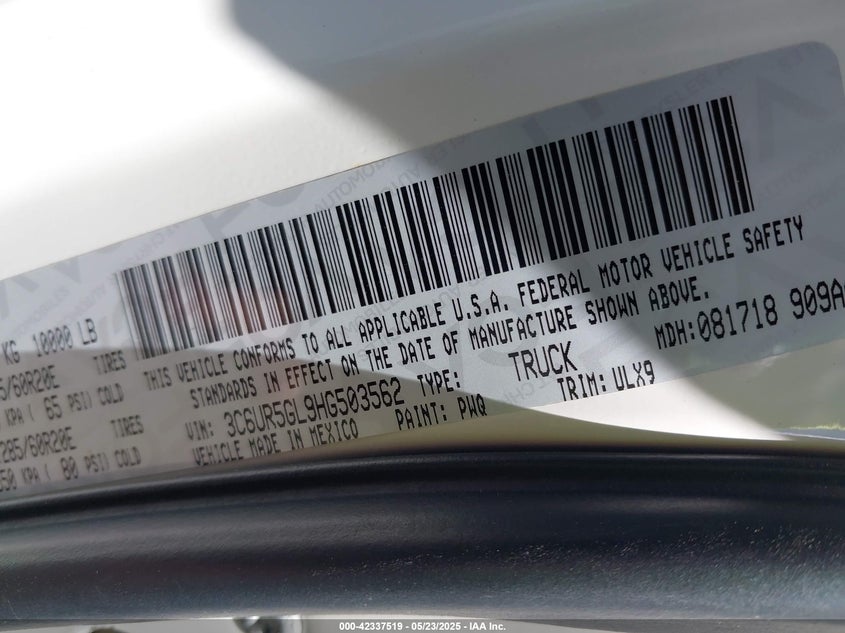 KG 10000 LB
5/60R20E TIRES
KPA ( 65 PSI) COLD
285/60R20E TIRES
550 KPA ( 80 PSI) COLD
THIS VEHICLE CONFORMS TO ALL APPLICABLE U.S.A. FEDERAL MOTOR VEHICLE SAFETY
STANDARDS IN EFFECT ON THE DATE OF MANUFACTURE SHOWN ABOVE.
VIN: 3C6UR5GL9HG503562 TYPE: TRUCK MDH:081718 909A
VEHICLE MADE IN MEXICO PAINT: PWQ TRIM: ULX9
000-42337519 - 05/23/2025 - IAA Inc.